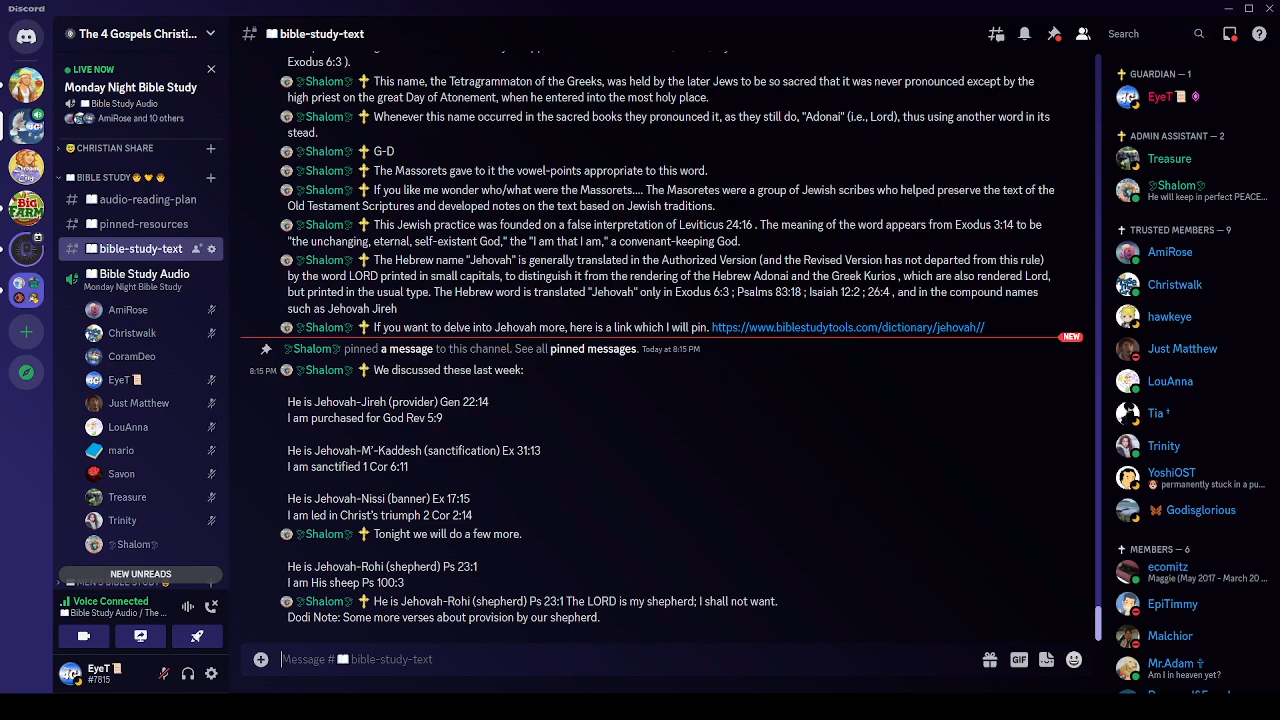 Discord
The 4 Gospels Christi...
bible-study-text
Search
LIVE NOW
Monday Night Bible Study
Bible Study Audio
AmiRose and 10 others
CHRISTIAN SHARE
BIBLE STUDY
audio-reading-plan
pinned-resources
bible-study-text
Bible Study Audio
Monday Night Bible Study
AmiRose
Christwalk
CoramDeo
EyeT
Just Matthew
LouAnna
mario
Savon
Treasure
Trinity
Shalom
NEW UNREADS
Voice Connected
Bible Study Audio / The ...
EyeT
#7815
Exodus 6:3 ).
Shalom This name, the Tetragrammaton of the Greeks, was held by the later Jews to be so sacred that it was never pronounced except by the
high priest on the great Day of Atonement, when he entered into the most holy place.
Shalom Whenever this name occurred in the sacred books they pronounced it, as they still do, "Adonai" (i.e., Lord), thus using another word in its
stead.
Shalom G-D
Shalom The Massorets gave to it the vowel-points appropriate to this word.
Shalom If you like me wonder who/what were the Massorets.... The Masoretes were a group of Jewish scribes who helped preserve the text of the
Old Testament Scriptures and developed notes on the text based on Jewish traditions.
Shalom This Jewish practice was founded on a false interpretation of Leviticus 24:16 . The meaning of the word appears from Exodus 3:14 to be
"the unchanging, eternal, self-existent God," the "I am that I am," a convenant-keeping God.
Shalom The Hebrew name "Jehovah" is generally translated in the Authorized Version (and the Revised Version has not departed from this rule)
by the word LORD printed in small capitals, to distinguish it from the rendering of the Hebrew Adonai and the Greek Kurios , which are also rendered Lord,
but printed in the usual type. The Hebrew word is translated "Jehovah" only in Exodus 6:3 ; Psalms 83:18 ; Isaiah 12:2 ; 26:4 , and in the compound names
such as Jehovah Jireh
Shalom If you want to delve into Jehovah more, here is a link which I will pin. https://www.biblestudytools.com/dictionary/jehovah//
NEW
Shalom pinned a message to this channel. See all pinned messages. Today at 8:15 PM
8:15 PM Shalom We discussed these last week:
He is Jehovah-Jireh (provider) Gen 22:14
I am purchased for God Rev 5:9
He is Jehovah-M'-Kaddesh (sanctification) Ex 31:13
I am sanctified 1 Cor 6:11
He is Jehovah-Nissi (banner) Ex 17:15
I am led in Christ's triumph 2 Cor 2:14
Shalom Tonight we will do a few more.
He is Jehovah-Rohi (shepherd) Ps 23:1
I am His sheep Ps 100:3
Shalom He is Jehovah-Rohi (shepherd) Ps 23:1 The LORD is my shepherd; I shall not want.
Dodi Note: Some more verses about provision by our shepherd.
Message # bible-study-text
GIF
GUARDIAN — 1
EyeT
ADMIN ASSISTANT — 2
Treasure
Shalom
He will keep in perfect PEACE...
TRUSTED MEMBERS — 9
AmiRose
Christwalk
hawkeye
Just Matthew
LouAnna
Tia †
Trinity
YoshiOST
permanently stuck in a pu...
Godisglorious
MEMBERS — 6
ecomitz
Maggie (May 2017 - March 20 ...
EpiTimmy
Malchior
Mr.Adam ✞
Am I in heaven yet?